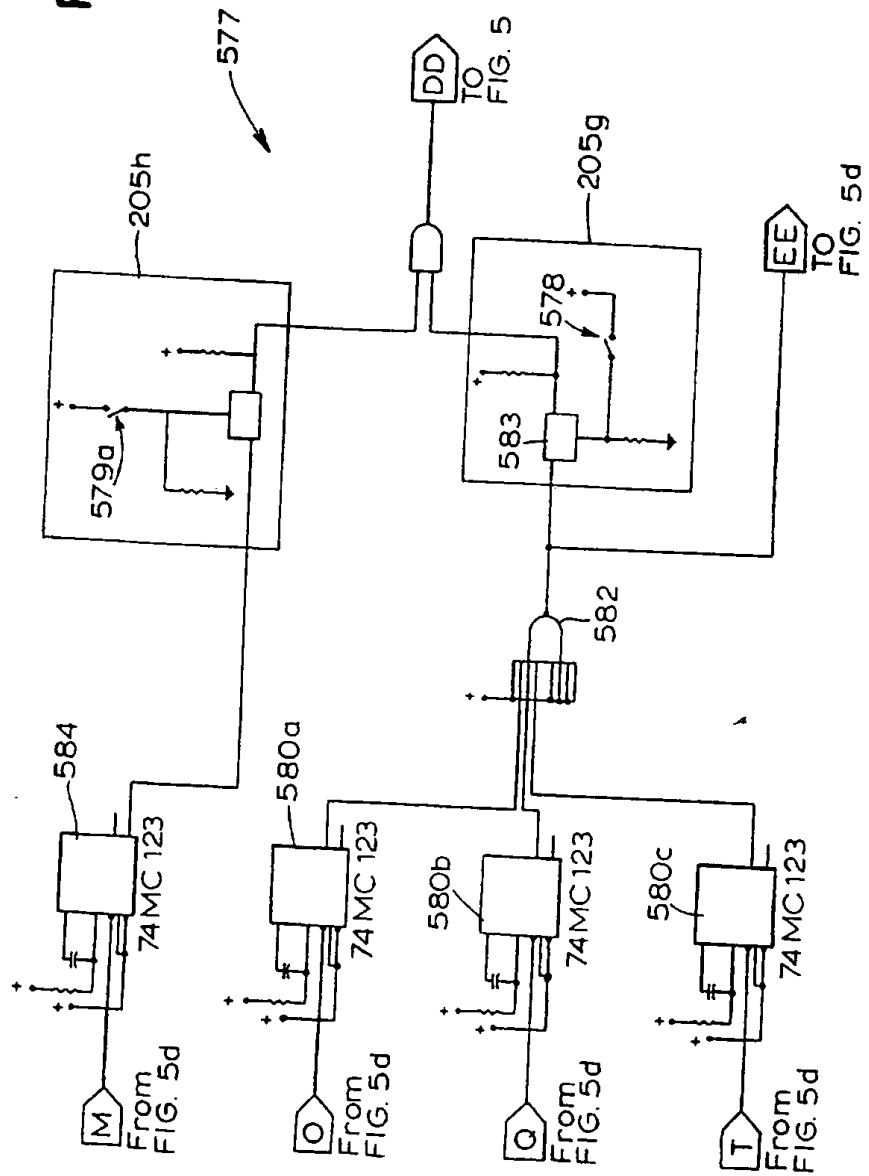 577
205h
DD
TO
FIG. 5
579a
+
+
584
74MC123
+
+
M
From
FIG. 5d
580a
74MC123
+
+
O
From
FIG. 5d
205g
578
+
+
583
EE
TO
FIG. 5d
582
+
580b
74MC123
+
+
Q
From
FIG. 5d
580c
74MC123
+
+
T
From
FIG. 5d